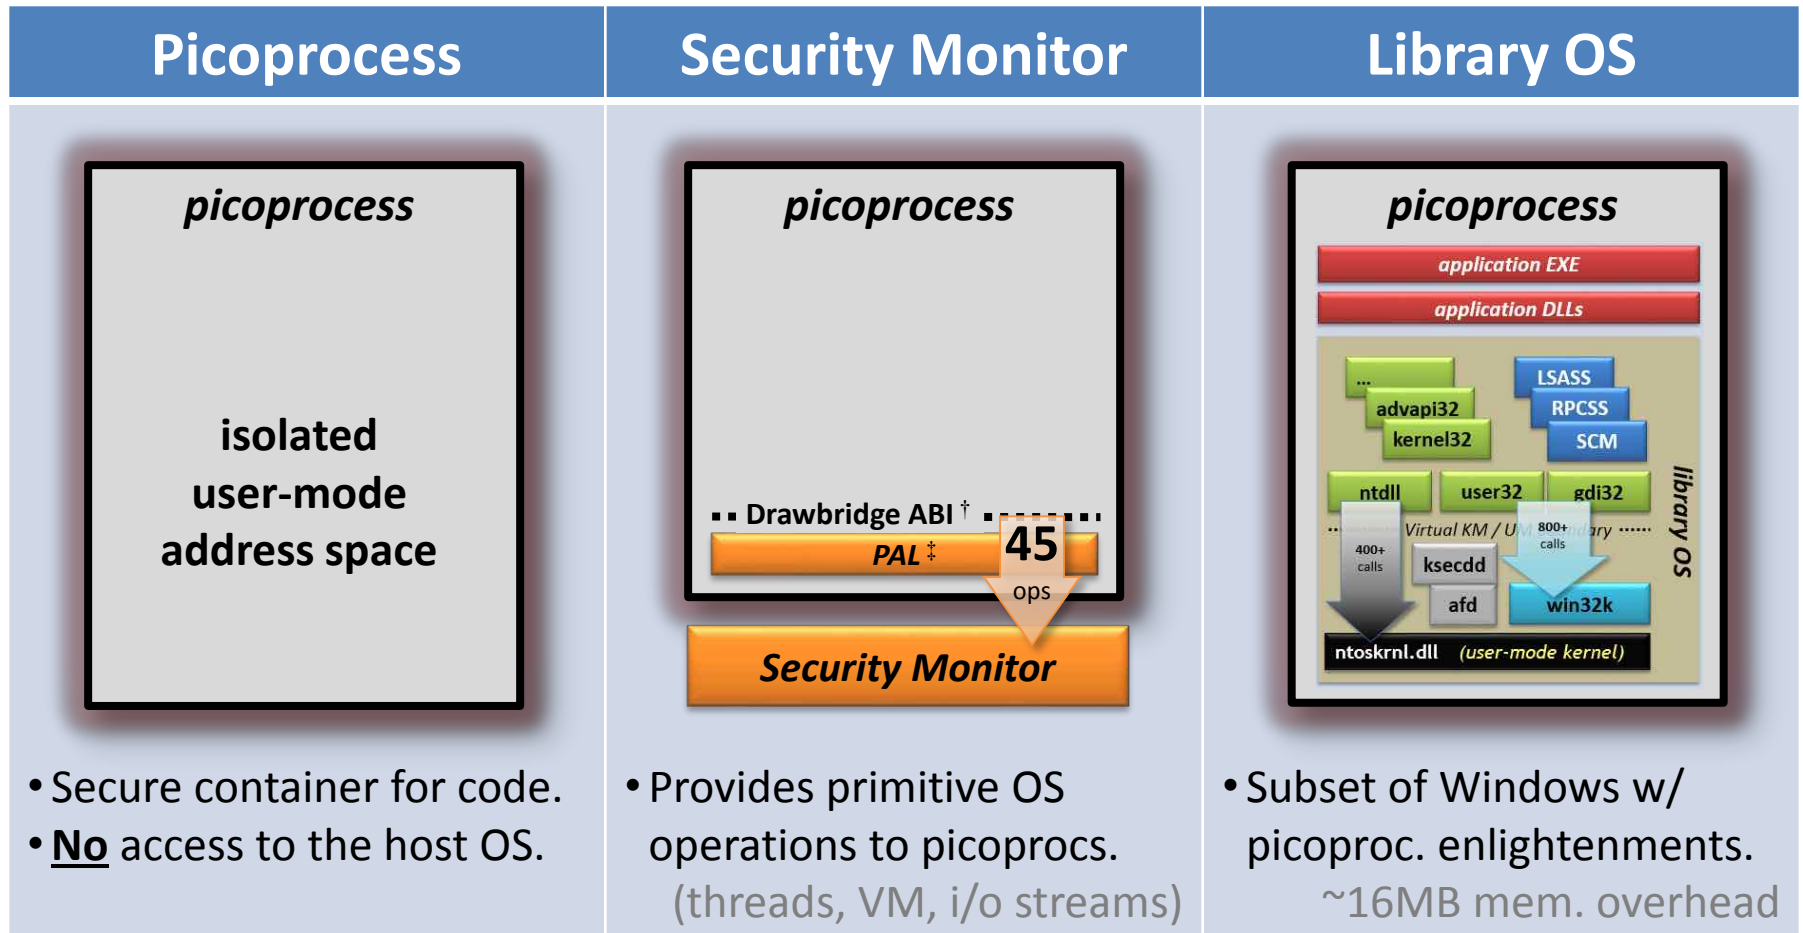 Picoprocess
Security Monitor
Library OS
picoprocess
isolated
user-mode
address space
• Secure container for code.
• No access to the host OS.
picoprocess
Drawbridge ABI †
PAL ‡
45
ops
Security Monitor
• Provides primitive OS
operations to picoprocs.
(threads, VM, i/o streams)
picoprocess
application EXE
application DLLs
...
advapi32
kernel32
LSASS
RPCSS
SCM
ntdll
user32
gdi32
Virtual KM / UM
400+
calls
800+
calls
ksecdd
afd
win32k
ntoskrnl.dll (user-mode kernel)
library OS
• Subset of Windows w/
picoproc. enlightenments.
~16MB mem. overhead